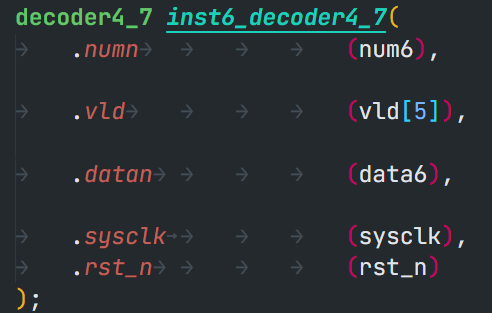 decoder4_7 inst6_decoder4_7(
.numn (num6),
.vld (vld[5]),
.datan (data6),
.sysclk (sysclk),
.rst_n (rst_n)
);